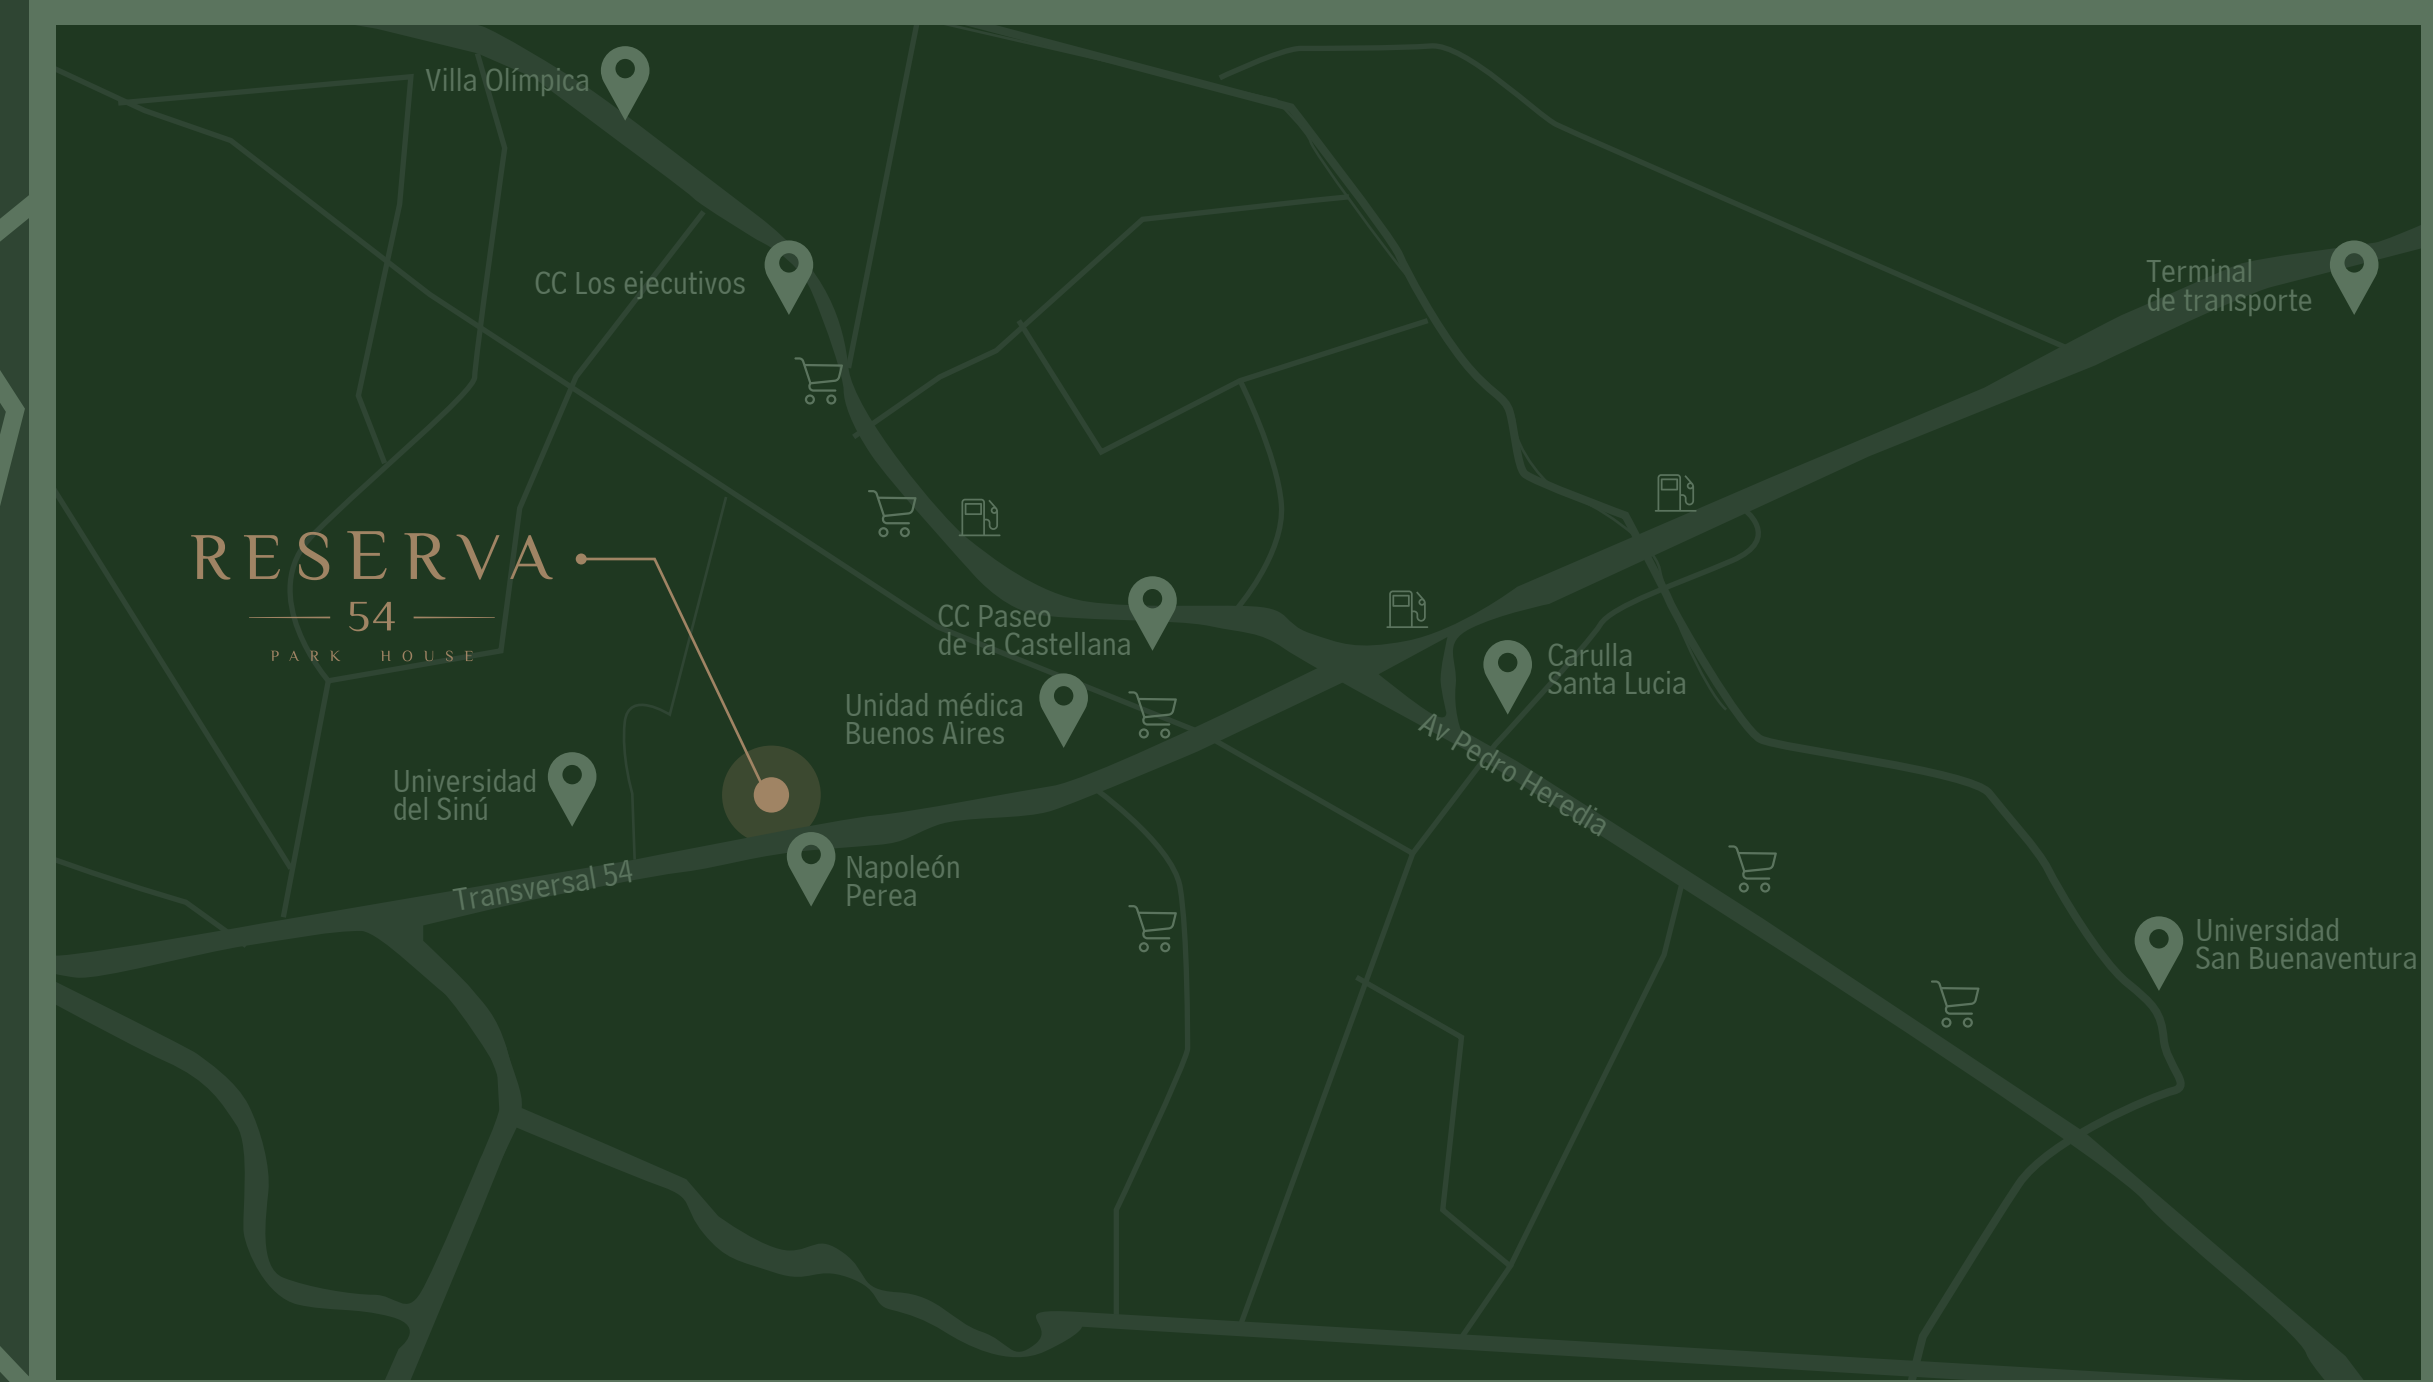 Villa Olímpica
CC Los ejecutivos
Terminal
de transporte
RESERVA
54
PARK HOUSE
CC Paseo
de la Castellana
Carulla
Santa Lucia
Unidad médica
Buenos Aires
Av Pedro Heredia
Universidad
del Sinú
Napoleón
Perea
Transversal 54
Universidad
San Buenaventura